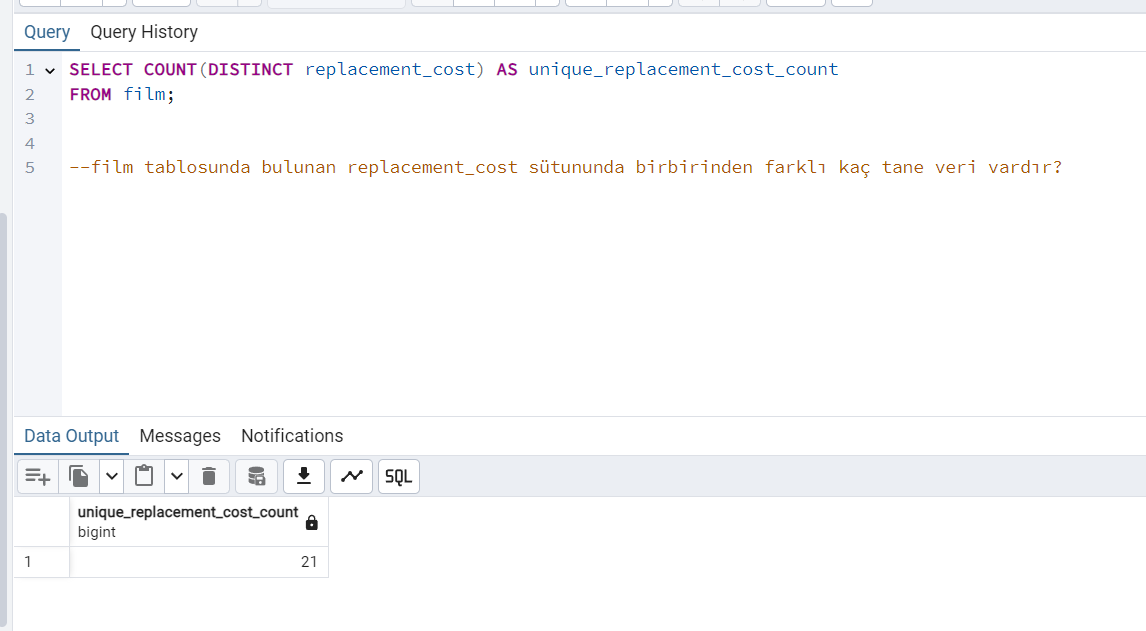 Query Query History
1 SELECT COUNT(DISTINCT replacement_cost) AS unique_replacement_cost_count
2 FROM film;
3
4
5 --film tablosunda bulunan replacement_cost sütununda birbirinden farklı kaç tane veri vardır?
Data Output Messages Notifications
SQL
unique_replacement_cost_count
bigint
1 21